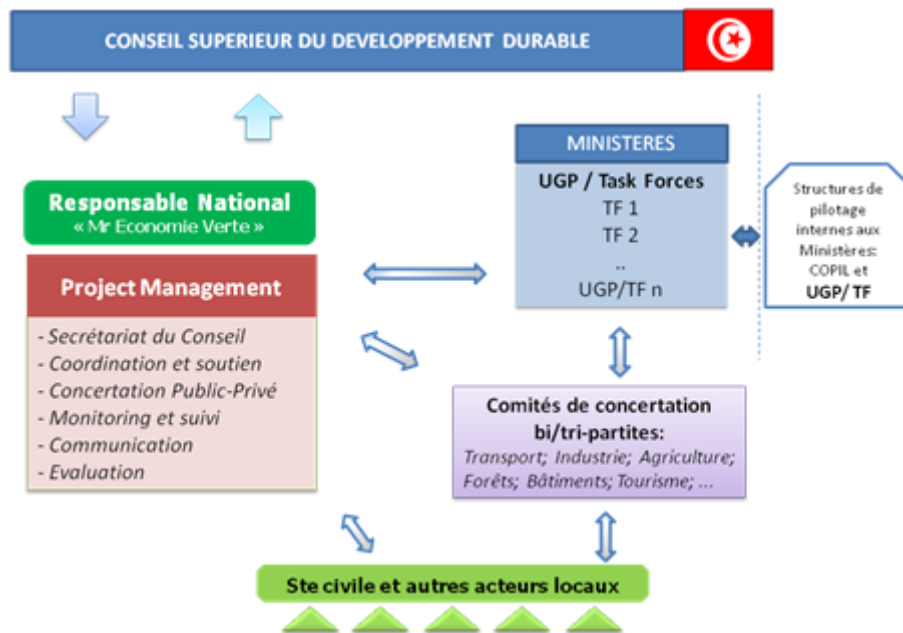 CONSEIL SUPERIEUR DU DEVELOPPEMENT DURABLE
Responsable National
« Mr Economie Verte »
Project Management
- Secrétariat du Conseil
- Coordination et soutien
- Concertation Public-Privé
- Monitoring et suivi
- Communication
- Evaluation
MINISTERES
UGP / Task Forces
TF 1
TF 2
..
UGP/TF n
Structures de
pilotage
internes aux
Ministères:
COPIL et
UGP/ TF
Comités de concertation
bi/tri-partites:
Transport; Industrie; Agriculture;
Forêts; Bâtiments; Tourisme; ...
Ste civile et autres acteurs locaux